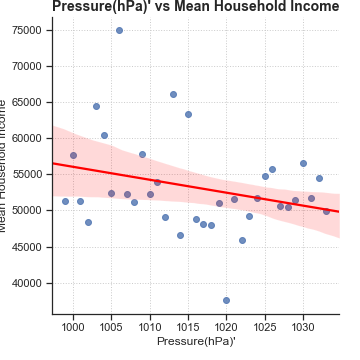 Pressure(hPa)' vs Mean Household Income
75000
70000
65000
60000
55000
50000
45000
40000
Mean Household Income
1000 1005 1010 1015 1020 1025 1030
Pressure(hPa)'